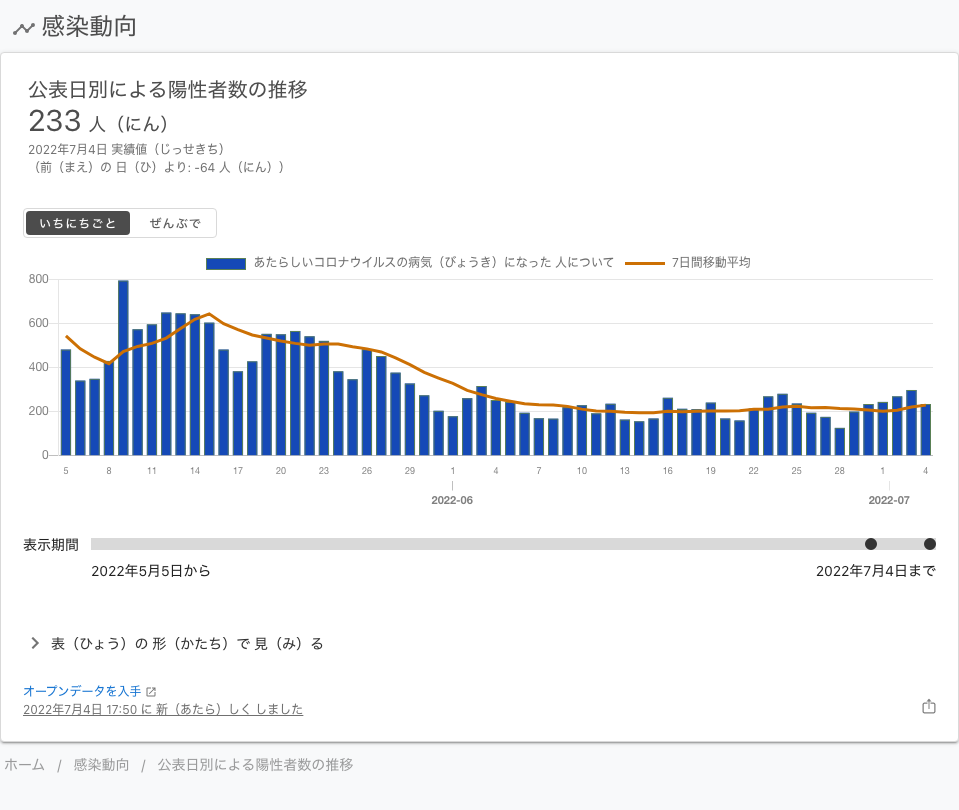 感染動向
公表日別による陽性者数の推移
233 人（にん）
2022年7月4日 実績値（じっせきち）
（前（まえ）の 日（ひ）より: -64 人（にん））
いちにちごと ぜんぶで
あたらしいコロナウイルスの病気（びょうき）になった 人について 7日間移動平均
800
600
400
200
0
5 8 11 14 17 20 23 26 29 1 4 7 10 13 16 19 22 25 28 1 4
2022-06 2022-07
表示期間
2022年5月5日から 2022年7月4日まで
表（ひょう）の 形（かたち）で 見（み）る
オープンデータを入手
2022年7月4日 17:50 に 新（あたら）しく しました
ホーム / 感染動向 / 公表日別による陽性者数の推移